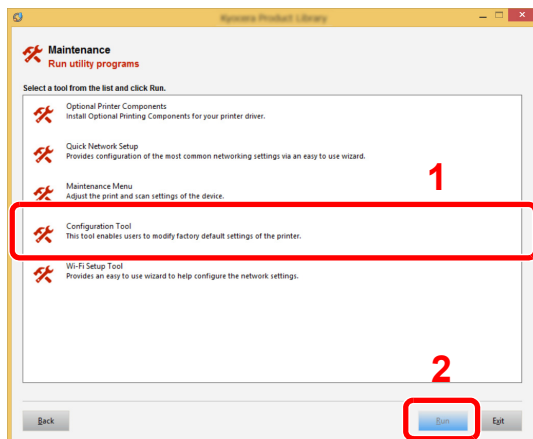 Kyocera Product Library
Maintenance
Run utility programs
Select a tool from the list and click Run.
Optional Printer Components
Install Optional Printing Components for your printer driver.
Quick Network Setup
Provides configuration of the most common networking settings via an easy to use wizard.
1
Maintenance Menu
Adjust the print and scan settings of the device.
Configuration Tool
This tool enables users to modify factory default settings of the printer.
Wi-Fi Setup Tool
Provides an easy to use wizard to help configure the network settings.
2
Back
Run
Exit